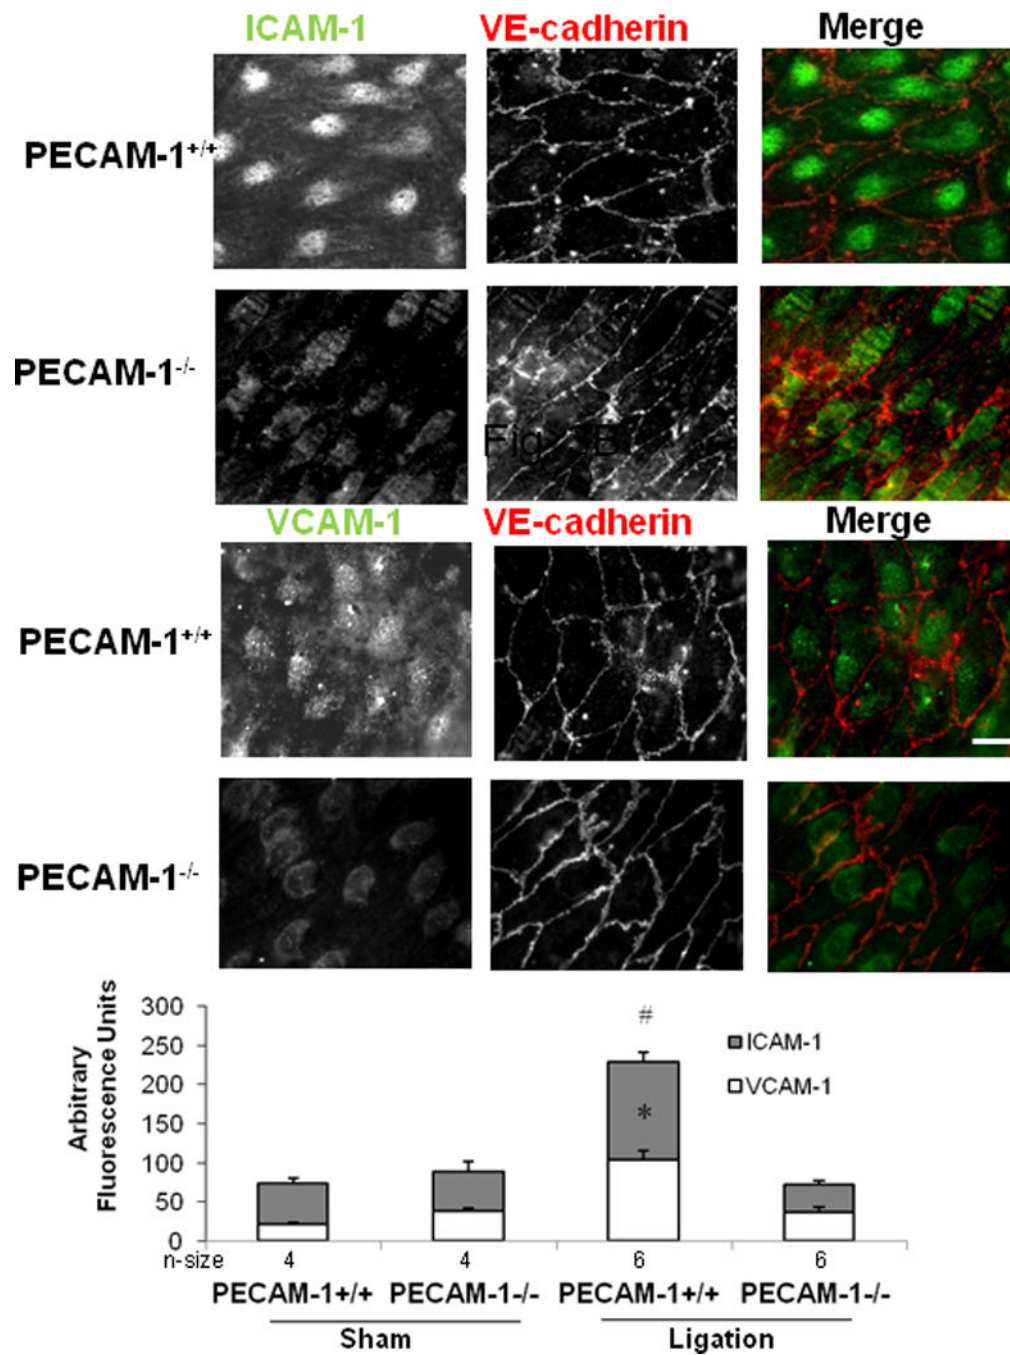 ICAM-1 VE-cadherin Merge
PECAM-1+/+
PECAM-1-/-
Fig B
VCAM-1 VE-cadherin Merge
PECAM-1+/+
PECAM-1-/-
300
250
200
150
100
50
0
Arbitrary
Fluorescence Units
#
*
ICAM-1
VCAM-1
n-size 4 4 6 6
PECAM-1+/+ PECAM-1-/- PECAM-1+/+ PECAM-1-/-
Sham Ligation